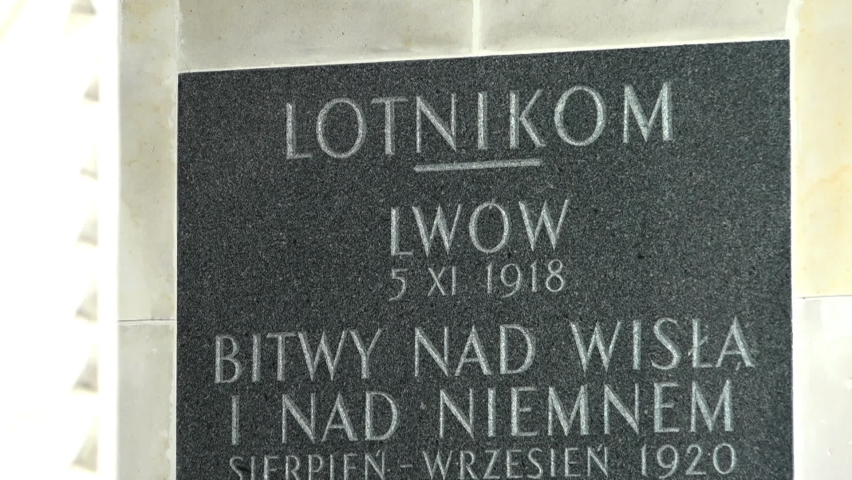 LOTNIKOM
LWÓW
5 XI 1918
BITWY NAD WISŁĄ
I NAD NIEMNEM
SIERPIEŃ – WRZESIEŃ 1920